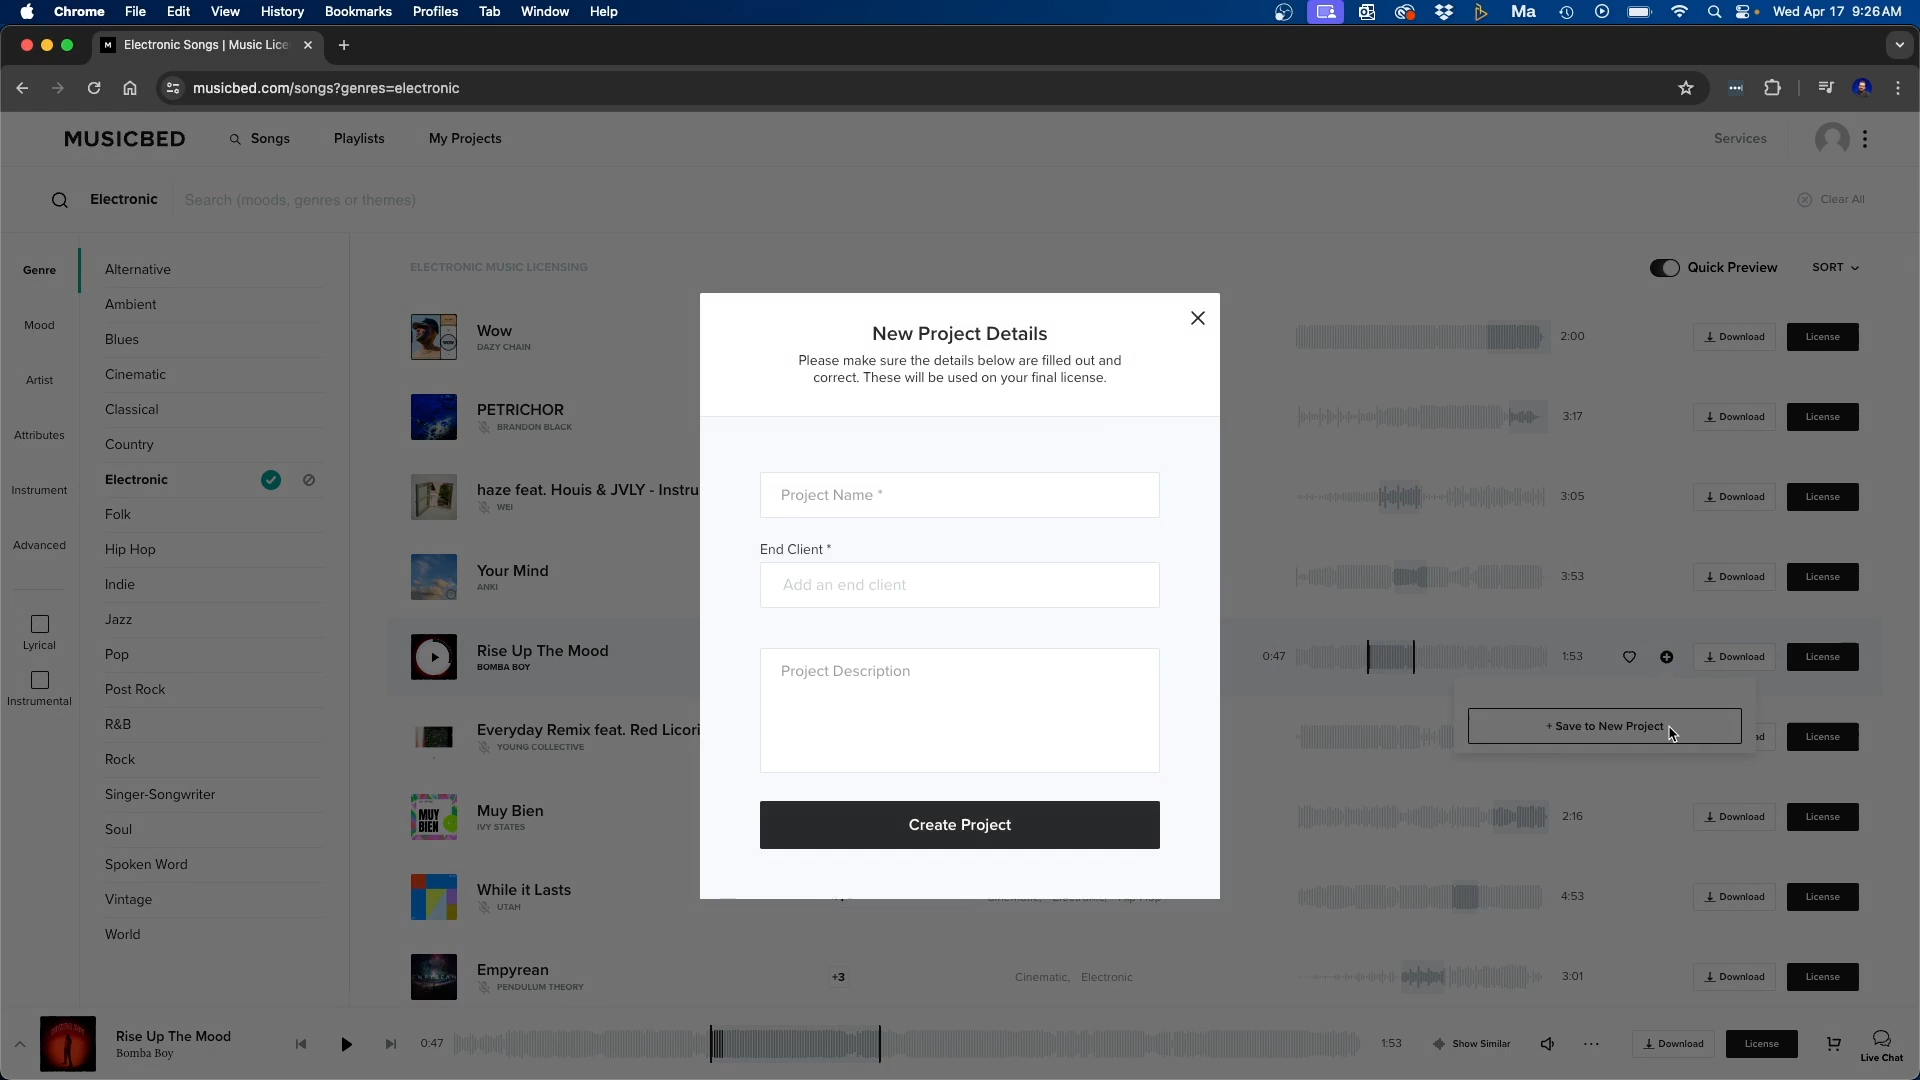 Chrome File Edit View History Bookmarks Profiles Tab Window Help Ma Wed Apr 17 9:26 AM
M Electronic Songs | Music Lice
musicbed.com/songs?genres=electronic
MUSICBED Songs Playlists My Projects Services
Electronic Search (moods, genres or themes) Clear All
Genre
Mood
Artist
Attributes
Instrument
Advanced
Lyrical
Instrumental
Alternative
Ambient
Blues
Cinematic
Classical
Country
Electronic
Folk
Hip Hop
Indie
Jazz
Pop
Post Rock
R&B
Rock
Singer-Songwriter
Soul
Spoken Word
Vintage
World
ELECTRONIC MUSIC LICENSING Quick Preview SORT
Wow
DAZY CHAIN
2:00 Download License
PETRICHOR
BRANDON BLACK
3:17 Download License
haze feat. Houis & JVLY - Instru
WEI
3:05 Download License
Your Mind
ANKI
3:53 Download License
Rise Up The Mood
BOMBA BOY
0:47 1:53 Download License
+ Save to New Project
Everyday Remix feat. Red Licori
YOUNG COLLECTIVE
ad License
MUY
BIEN
Muy Bien
IVY STATES
2:16 Download License
While it Lasts
UTAH
4:53 Download License
Empyrean
PENDULUM THEORY
+3 Cinematic, Electronic 3:01 Download License
New Project Details
Please make sure the details below are filled out and
correct. These will be used on your final license.
Project Name *
End Client *
Add an end client
Project Description
Create Project
Rise Up The Mood
Bomba Boy
0:47 1:53 Show Similar Download License
Live Chat